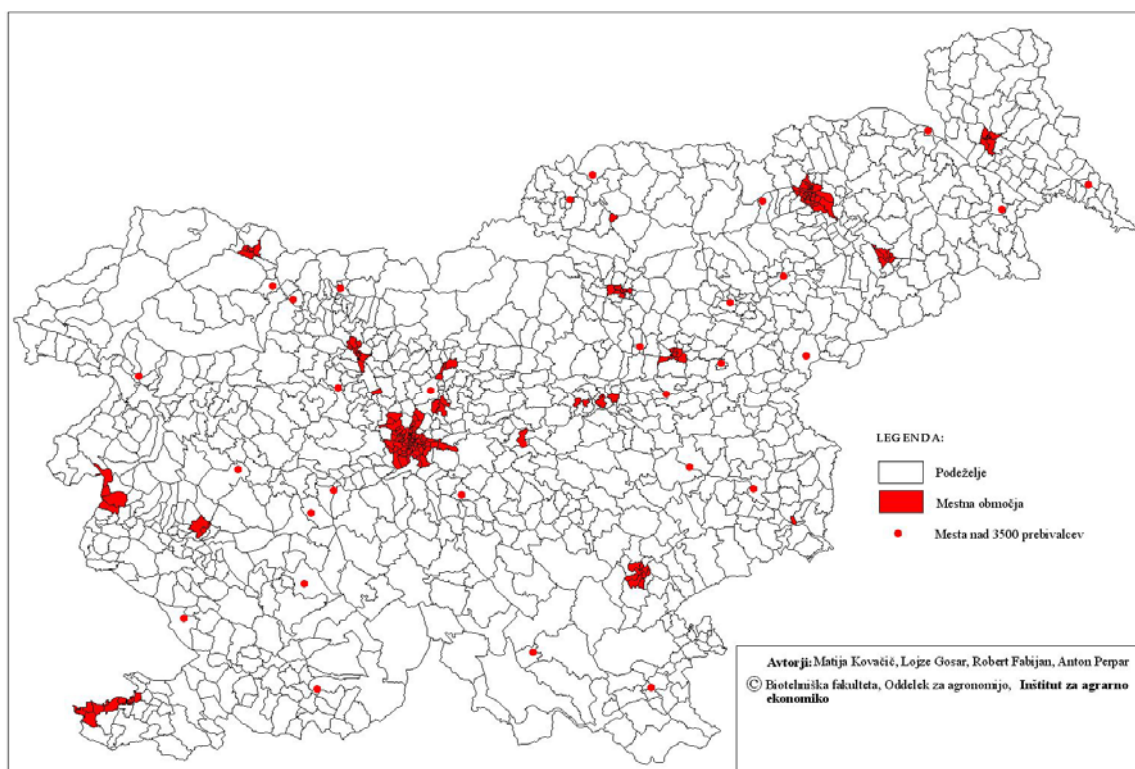 LEGENDA:
Podeželje
Mestna območja
Mesta nad 3500 prebivalcev
Avtorji: Matija Kovačič, Lojze Gosar, Robert Fabijan, Anton Perpar
© Biotehniška fakulteta, Oddelek za agronomijo, Inštitut za agrarno
ekonomiko